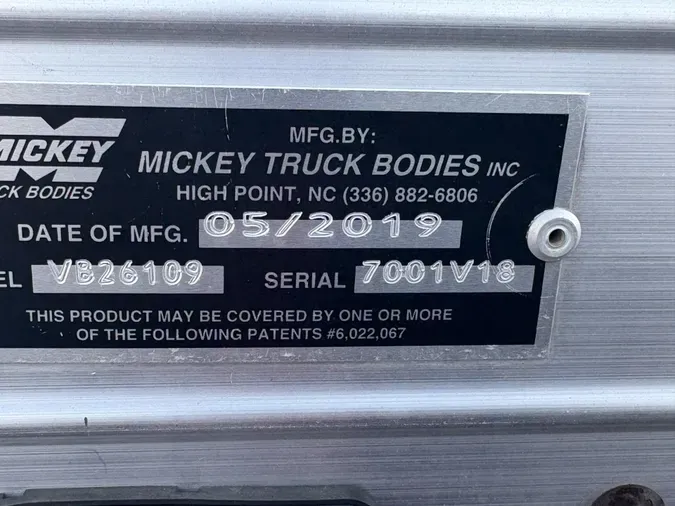 MICKEY
CK BODIES
MFG.BY:
MICKEY TRUCK BODIES INC
HIGH POINT, NC (336) 882-6806
DATE OF MFG. 05/2019
EL VB26109 SERIAL 7001V18
THIS PRODUCT MAY BE COVERED BY ONE OR MORE
OF THE FOLLOWING PATENTS #6,022,067